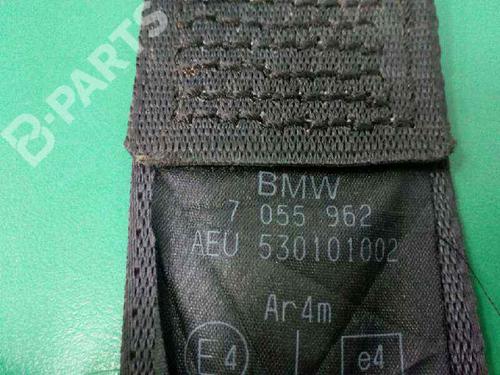 B-PARTS
BMW
7 055 962
AEU 530101002
Ar4m
E4 e4